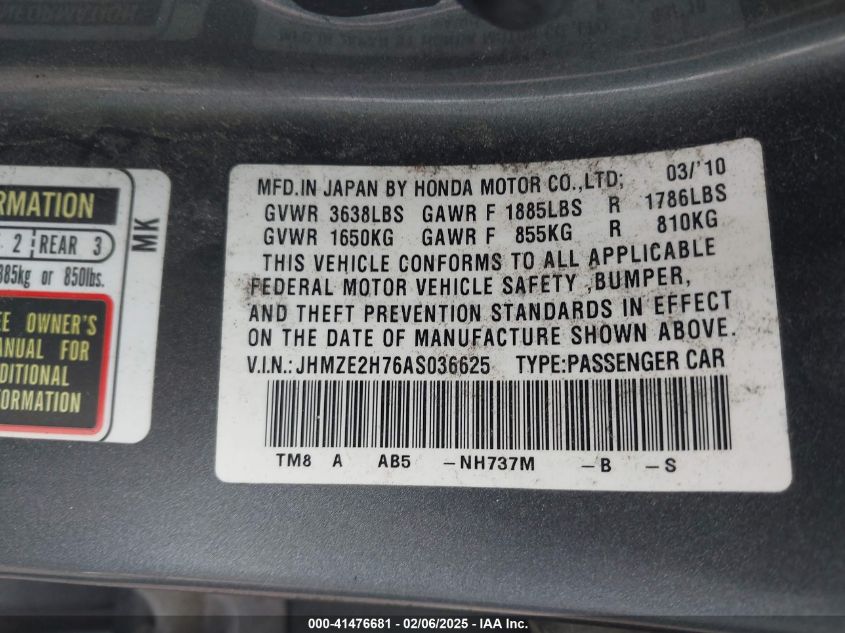 RMATION
2 REAR 3
385kg or 850lbs.
EE OWNER'S
ANUAL FOR
DITIONAL
FORMATION
MK
MFD.IN JAPAN BY HONDA MOTOR CO.,LTD; 03/'10
GVWR 3638LBS GAWR F 1885LBS R 1786LBS
GVWR 1650KG GAWR F 855KG R 810KG
THIS VEHICLE CONFORMS TO ALL APPLICABLE
FEDERAL MOTOR VEHICLE SAFETY ,BUMPER,
AND THEFT PREVENTION STANDARDS IN EFFECT
ON THE DATE OF MANUFACTURE SHOWN ABOVE.
V.I.N.: JHMZE2H76AS036625 TYPE:PASSENGER CAR
TM8 A AB5 -NH737M -B -S
000-41476681 / 02/06/2025 - IAA Inc.